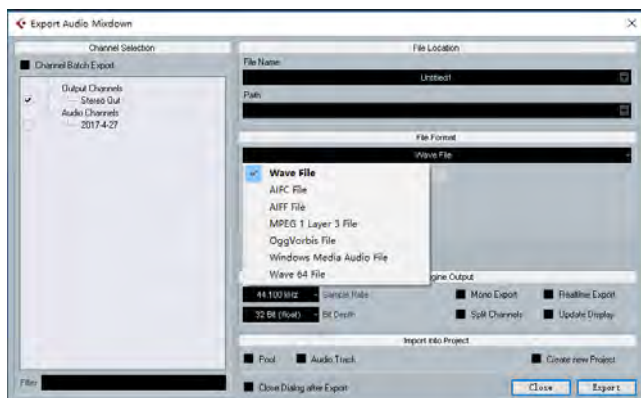 Export Audio Mixdown
Channel Selection
Channel Batch Export
Output Channels
Stereo Out
Audio Channels
2017-4-27
Filter
File Location
File Name
Untitled1
Path
File Format
Wave File
Wave File
AIFC File
AIFF File
MPEG 1 Layer 3 File
OggVorbis File
Windows Media Audio File
Wave 64 File
gine Output
44.100 kHz Sample Rate Mono Export Realtime Export
32 Bit (float) Bit Depth Split Channels Update Display
Import into Project
Pool Audio Track Create new Project
Close Dialog after Export Close Export